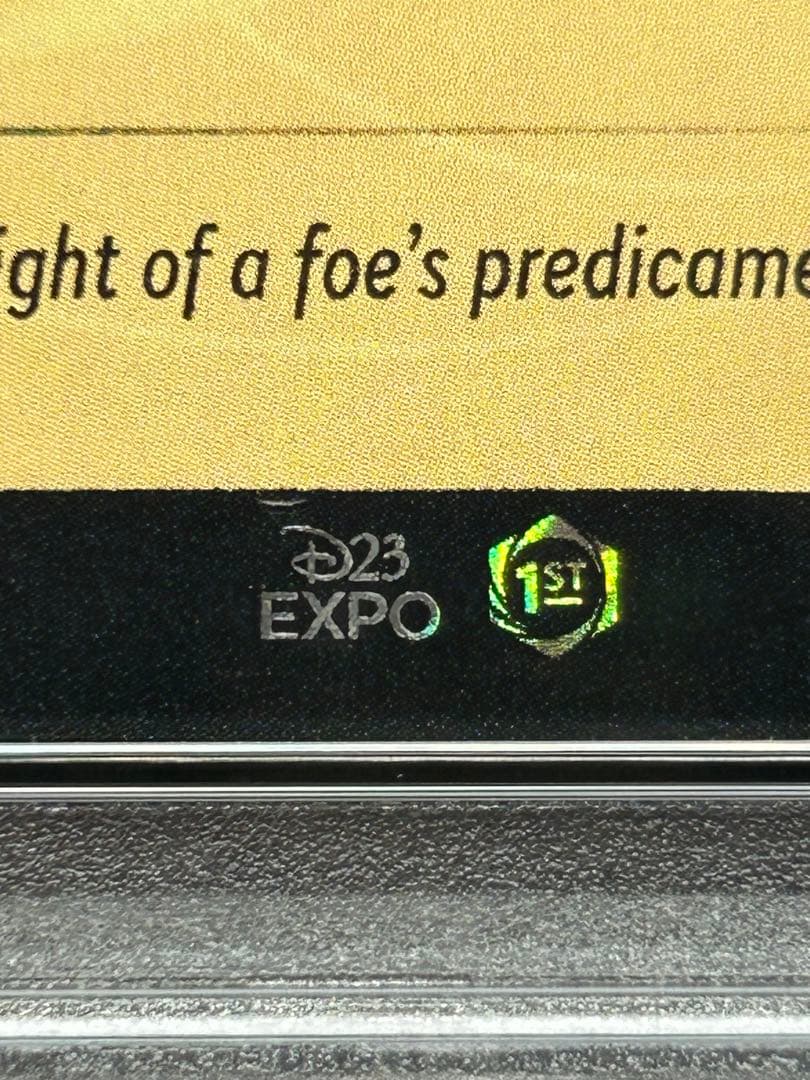 ight of a foe's predicame
D23
EXPO
1ST